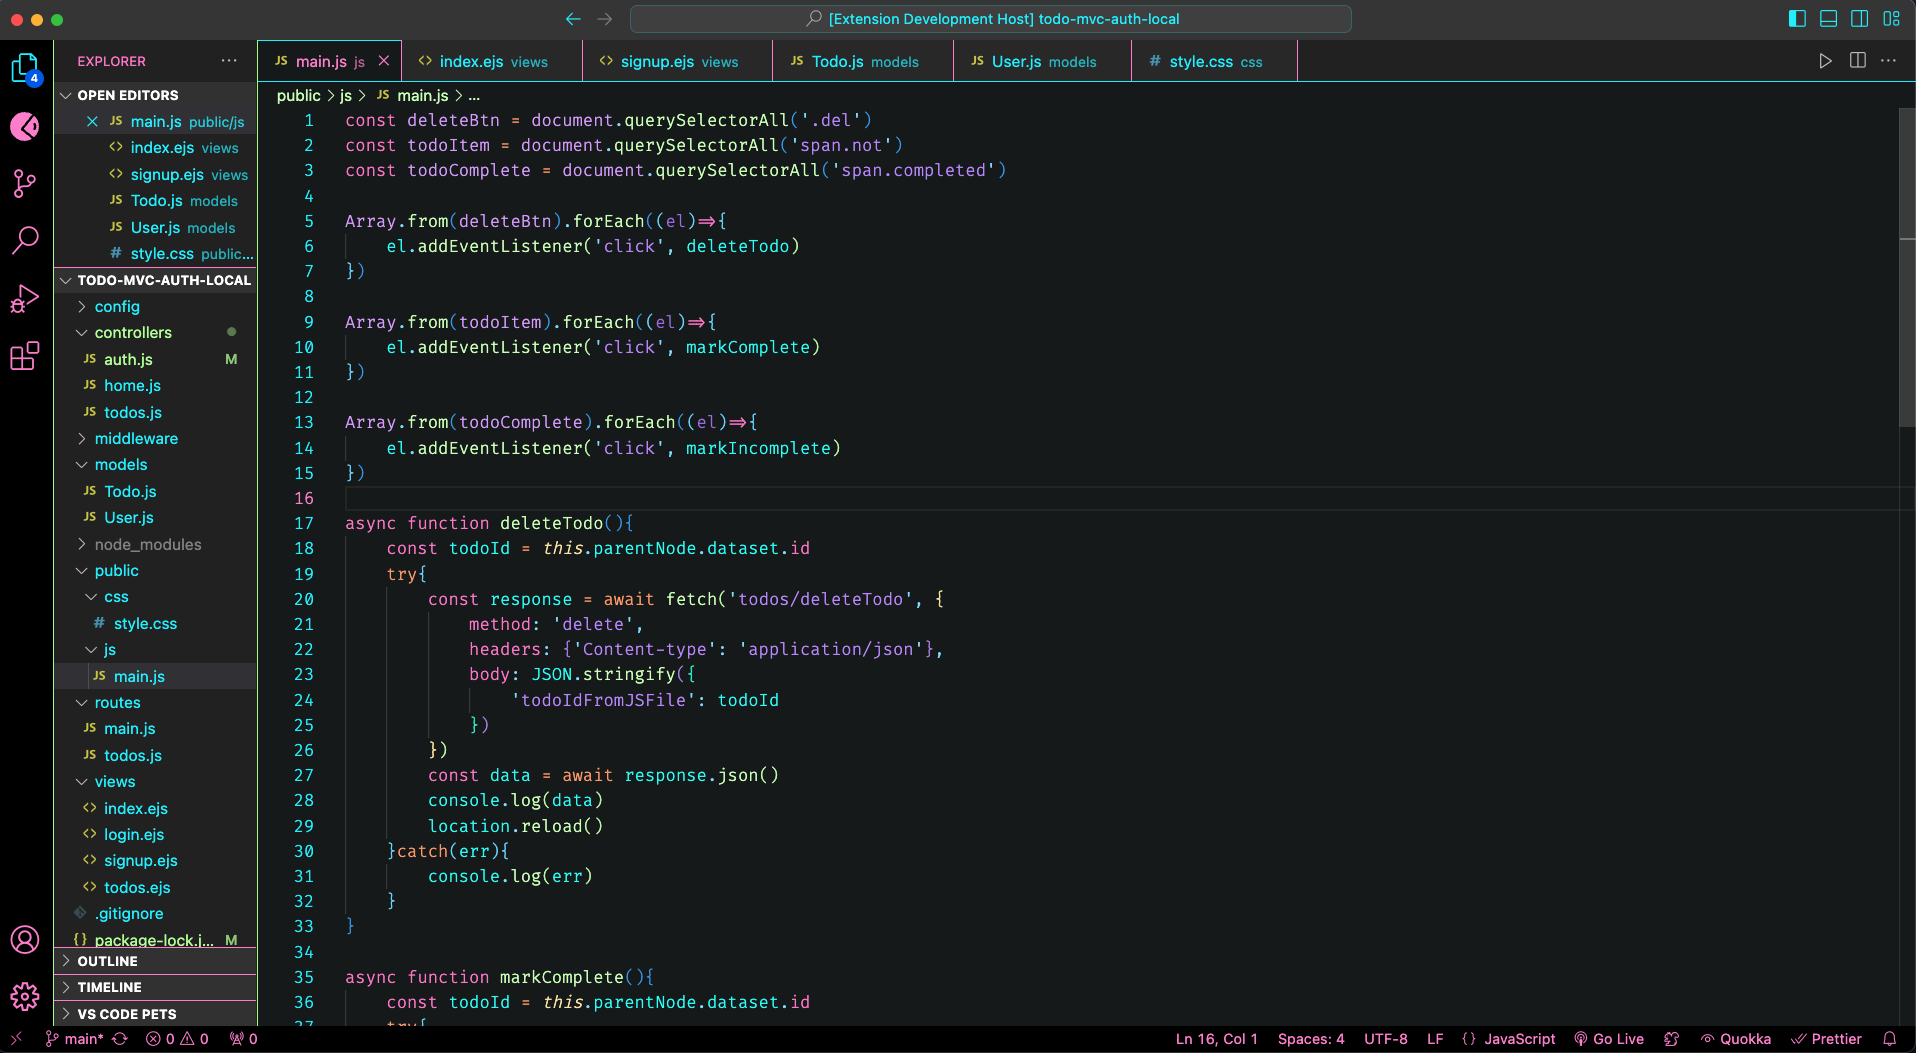 [Extension Development Host] todo-mvc-auth-local
EXPLORER
4
OPEN EDITORS
JS main.js public/js
<> index.ejs views
<> signup.ejs views
JS Todo.js models
JS User.js models
# style.css public...
TODO-MVC-AUTH-LOCAL
config
controllers
JS auth.js M
JS home.js
JS todos.js
middleware
models
JS Todo.js
JS User.js
node_modules
public
css
# style.css
js
JS main.js
routes
JS main.js
JS todos.js
views
<> index.ejs
<> login.ejs
<> signup.ejs
<> todos.ejs
.gitignore
{} package-lock.j... M
OUTLINE
TIMELINE
VS CODE PETS
JS main.js js
<> index.ejs views
<> signup.ejs views
JS Todo.js models
JS User.js models
# style.css css
public > js > JS main.js > ...
1 const deleteBtn = document.querySelectorAll('.del')
2 const todoItem = document.querySelectorAll('span.not')
3 const todoComplete = document.querySelectorAll('span.completed')
4
5 Array.from(deleteBtn).forEach((el)=>{
6 el.addEventListener('click', deleteTodo)
7 })
8
9 Array.from(todoItem).forEach((el)=>{
10 el.addEventListener('click', markComplete)
11 })
12
13 Array.from(todoComplete).forEach((el)=>{
14 el.addEventListener('click', markIncomplete)
15 })
16
17 async function deleteTodo(){
18 const todoId = this.parentNode.dataset.id
19 try{
20 const response = await fetch('todos/deleteTodo', {
21 method: 'delete',
22 headers: {'Content-type': 'application/json'},
23 body: JSON.stringify({
24 'todoIdFromJSFile': todoId
25 })
26 })
27 const data = await response.json()
28 console.log(data)
29 location.reload()
30 }catch(err){
31 console.log(err)
32 }
33 }
34
35 async function markComplete(){
36 const todoId = this.parentNode.dataset.id
37 try{
main* 0 0 0
Ln 16, Col 1 Spaces: 4 UTF-8 LF {} JavaScript Go Live Quokka Prettier